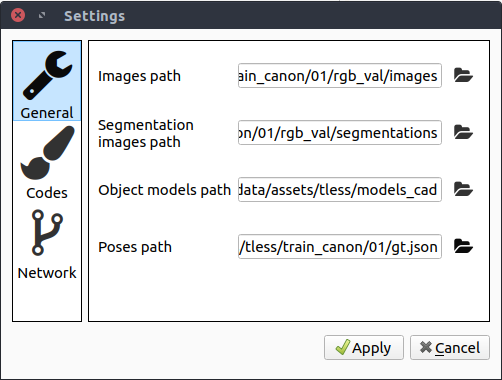 Settings
General
Codes
Network
Images path
ain_canon/01/rgb_val/images
Segmentation
images path
on/01/rgb_val/segmentations
Object models path
data/assets/tless/models_cad
Poses path
/tless/train_canon/01/gt.json
Apply
Cancel